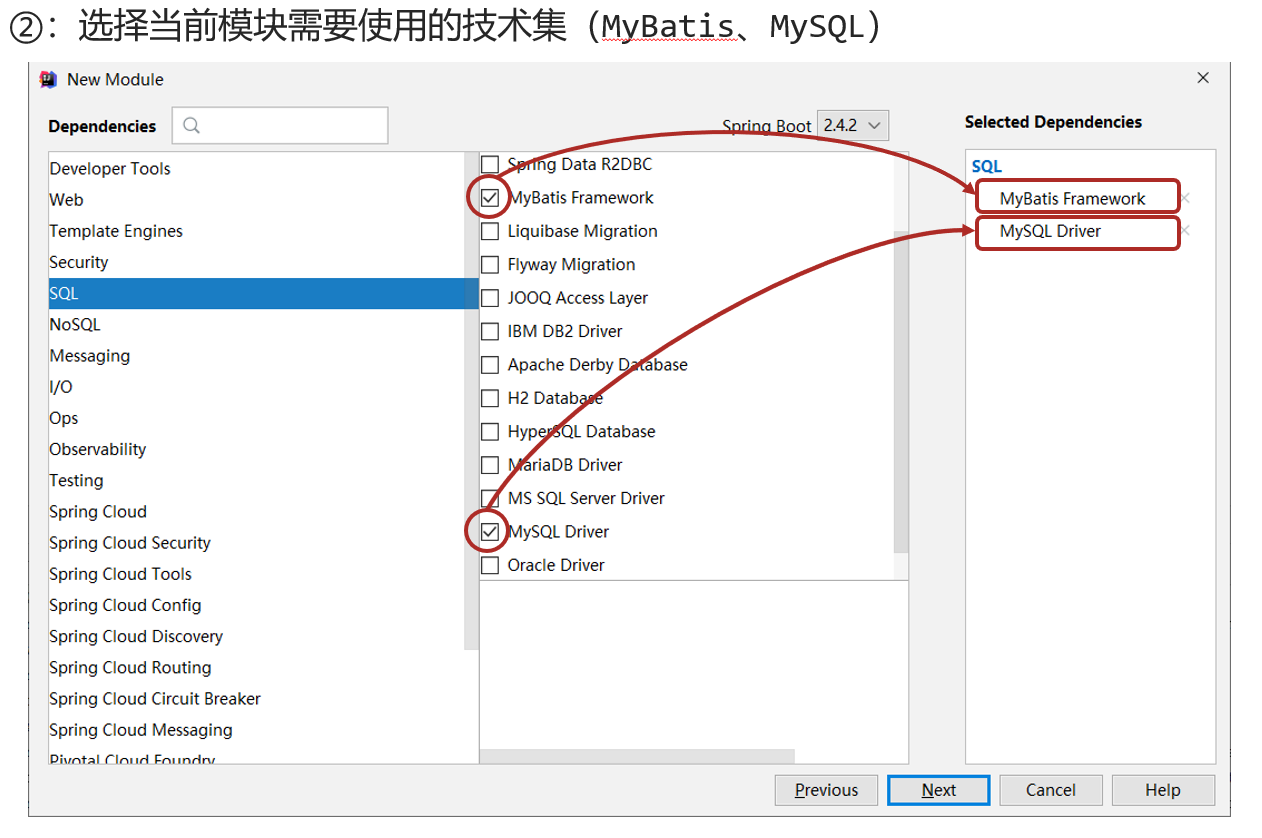 ②：选择当前模块需要使用的技术集（MyBatis、MySQL）
New Module
Dependencies
Spring Boot 2.4.2
Selected Dependencies
Developer Tools
Web
Template Engines
Security
SQL
NoSQL
Messaging
I/O
Ops
Observability
Testing
Spring Cloud
Spring Cloud Security
Spring Cloud Tools
Spring Cloud Config
Spring Cloud Discovery
Spring Cloud Routing
Spring Cloud Circuit Breaker
Spring Cloud Messaging
Pivotal Cloud Foundry
Spring Data R2DBC
MyBatis Framework
Liquibase Migration
Flyway Migration
JOOQ Access Layer
IBM DB2 Driver
Apache Derby Database
H2 Database
HyperSQL Database
MariaDB Driver
MS SQL Server Driver
MySQL Driver
Oracle Driver
SQL
MyBatis Framework
MySQL Driver
Previous
Next
Cancel
Help